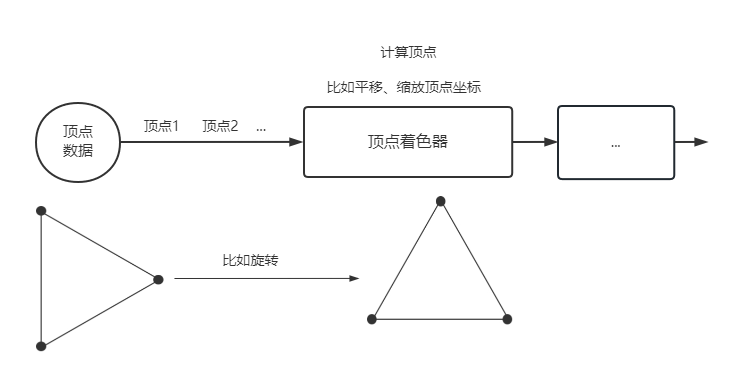 计算顶点
比如平移、缩放顶点坐标
顶点
数据
顶点1 顶点2 ...
顶点着色器
...
比如旋转